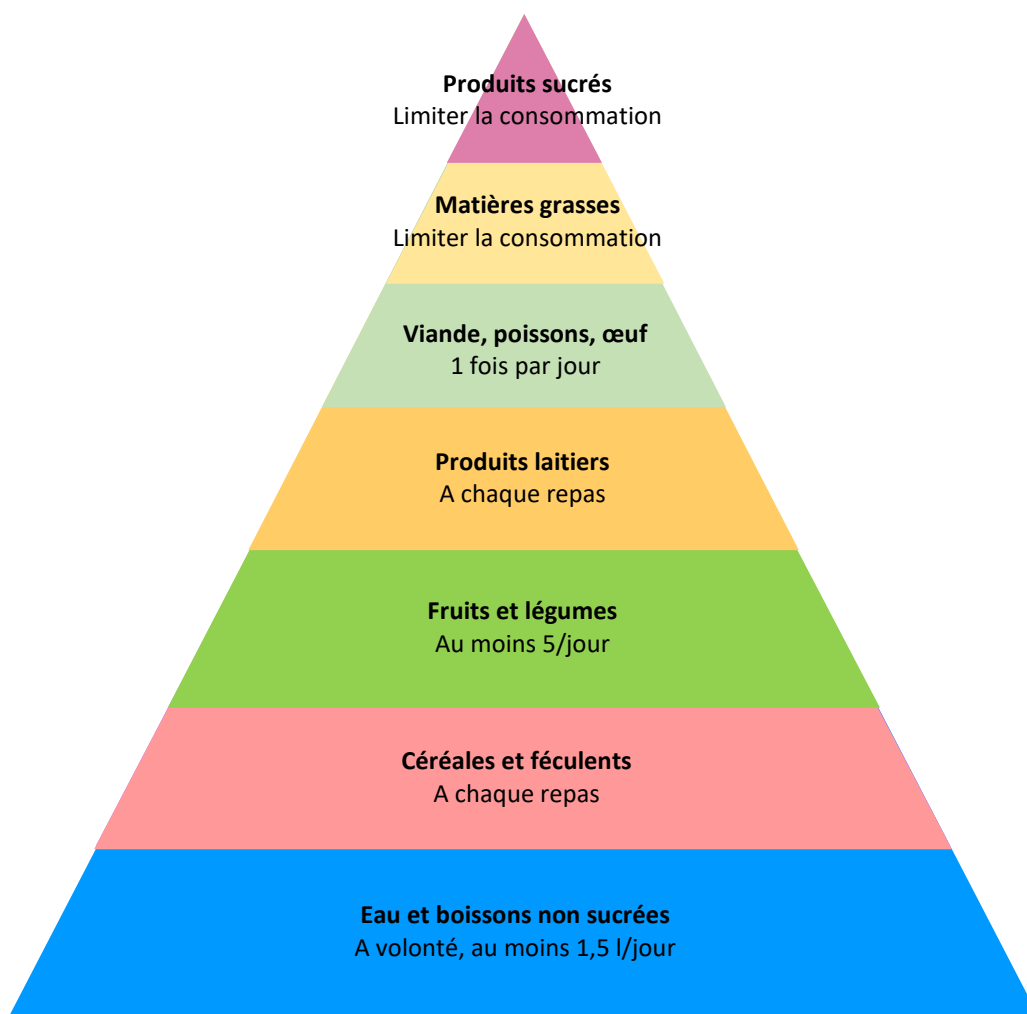 Produits sucrés
Limiter la consommation
Matières grasses
Limiter la consommation
Viande, poissons, œuf
1 fois par jour
Produits laitiers
A chaque repas
Fruits et légumes
Au moins 5/jour
Céréales et féculents
A chaque repas
Eau et boissons non sucrées
A volonté, au moins 1,5 l/jour